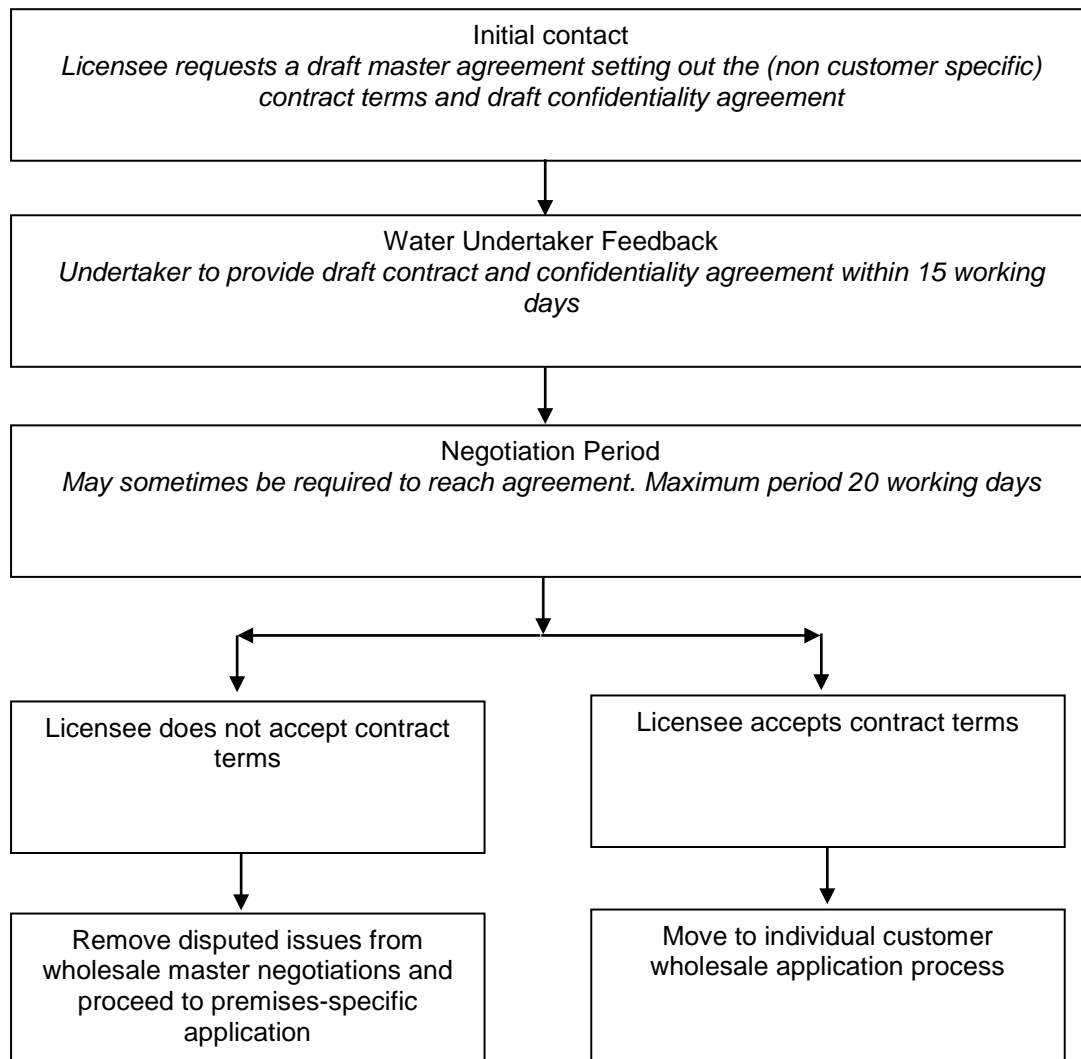 Initial contact
Licensee requests a draft master agreement setting out the (non customer specific)
contract terms and draft confidentiality agreement
Water Undertaker Feedback
Undertaker to provide draft contract and confidentiality agreement within 15 working
days
Negotiation Period
May sometimes be required to reach agreement. Maximum period 20 working days
Licensee does not accept contract
terms
Licensee accepts contract terms
Remove disputed issues from
wholesale master negotiations and
proceed to premises-specific
application
Move to individual customer
wholesale application process